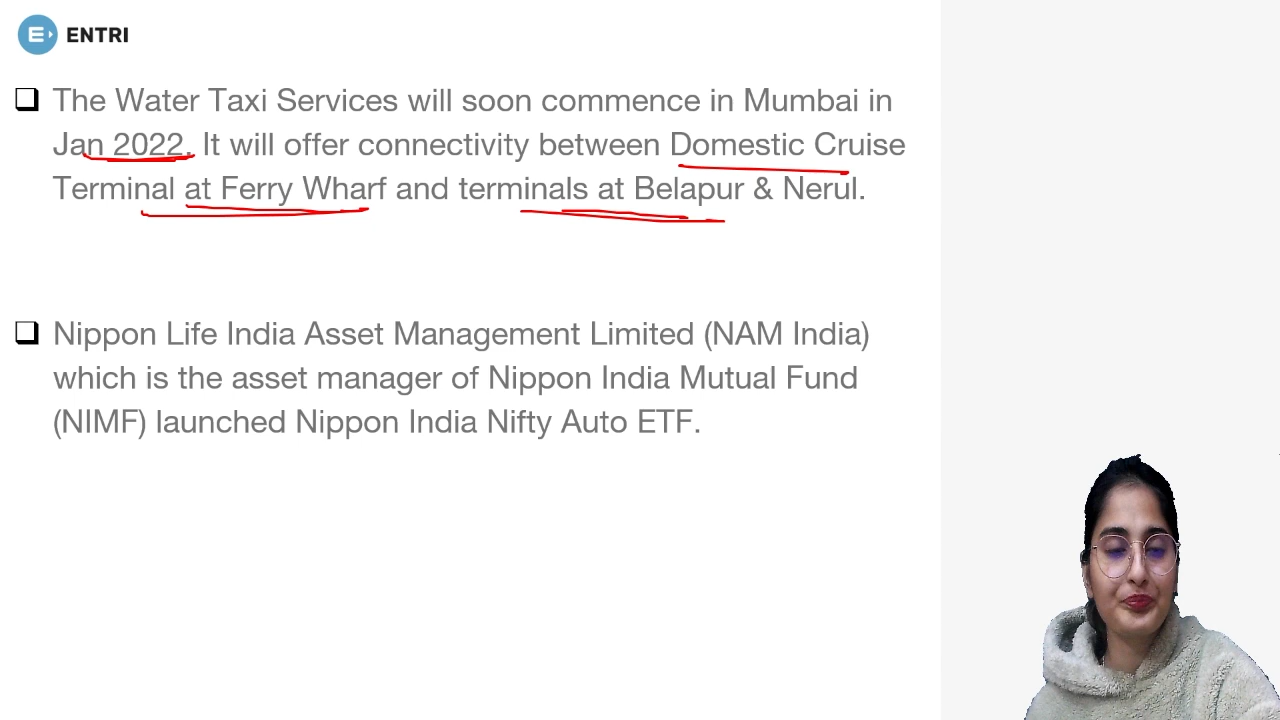 ENTRI
The Water Taxi Services will soon commence in Mumbai in
Jan 2022. It will offer connectivity between Domestic Cruise
Terminal at Ferry Wharf and terminals at Belapur & Nerul.
Nippon Life India Asset Management Limited (NAM India)
which is the asset manager of Nippon India Mutual Fund
(NIMF) launched Nippon India Nifty Auto ETF.